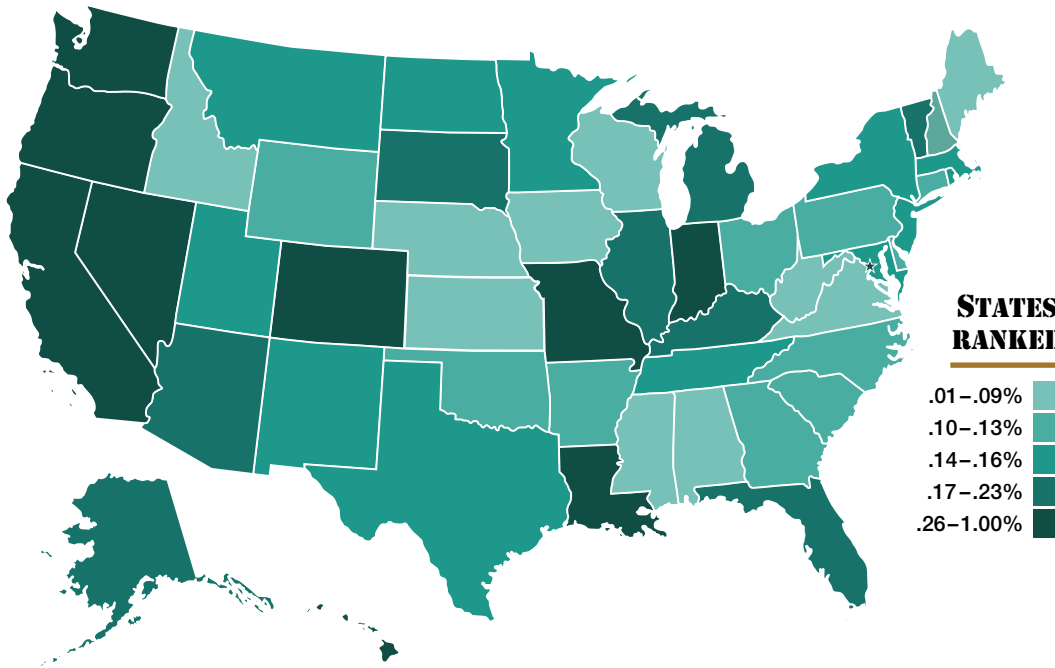 STATES
RANKED
.01–.09%
.10–.13%
.14–.16%
.17–.23%
.26–1.00%